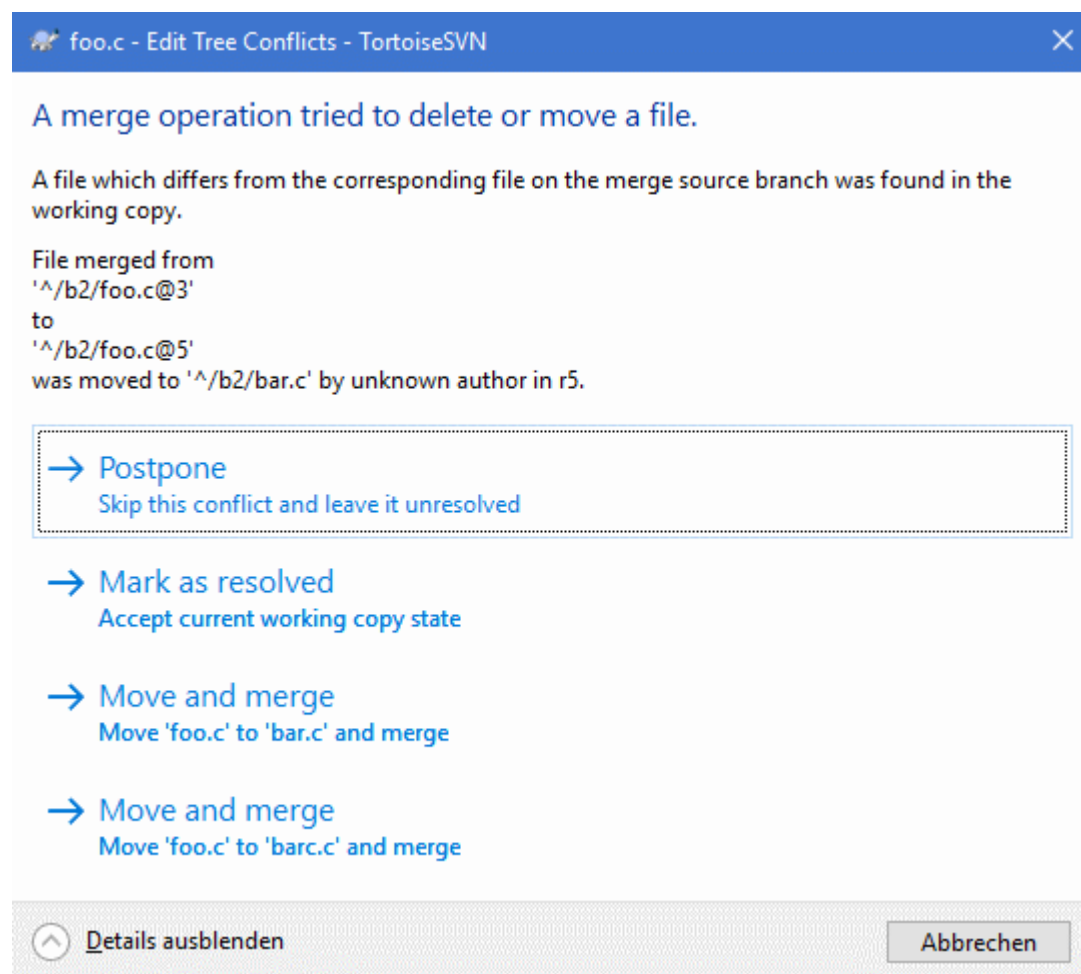 foo.c - Edit Tree Conflicts - TortoiseSVN
A merge operation tried to delete or move a file.
A file which differs from the corresponding file on the merge source branch was found in the
working copy.
File merged from
'^/b2/foo.c@3'
to
'^/b2/foo.c@5'
was moved to '^/b2/bar.c' by unknown author in r5.
Postpone
Skip this conflict and leave it unresolved
Mark as resolved
Accept current working copy state
Move and merge
Move 'foo.c' to 'bar.c' and merge
Move and merge
Move 'foo.c' to 'barc.c' and merge
Details ausblenden
Abbrechen